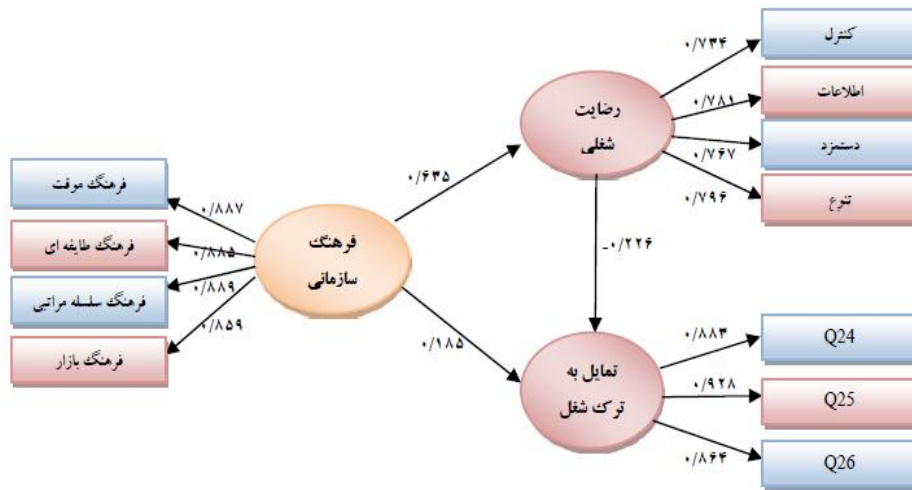 کنترل
۰/۷۳۴
اطلاعات
۰/۷۸۱
رضایت
شغلی
دستمزد
۰/۷۶۷
تنوع
۰/۷۹۶
۰/۶۳۵
فرهنگ موقت
۰/۸۸۷
فرهنگ طایفه ای
۰/۸۸۵
فرهنگ سلسله مراتبی
۰/۸۸۹
فرهنگ بازار
۰/۸۵۹
فرهنگ
سازمانی
-۰/۲۲۶
۰/۱۸۵
تمایل به
ترک شغل
۰/۸۸۳
Q24
۰/۹۲۸
Q25
۰/۸۶۴
Q26